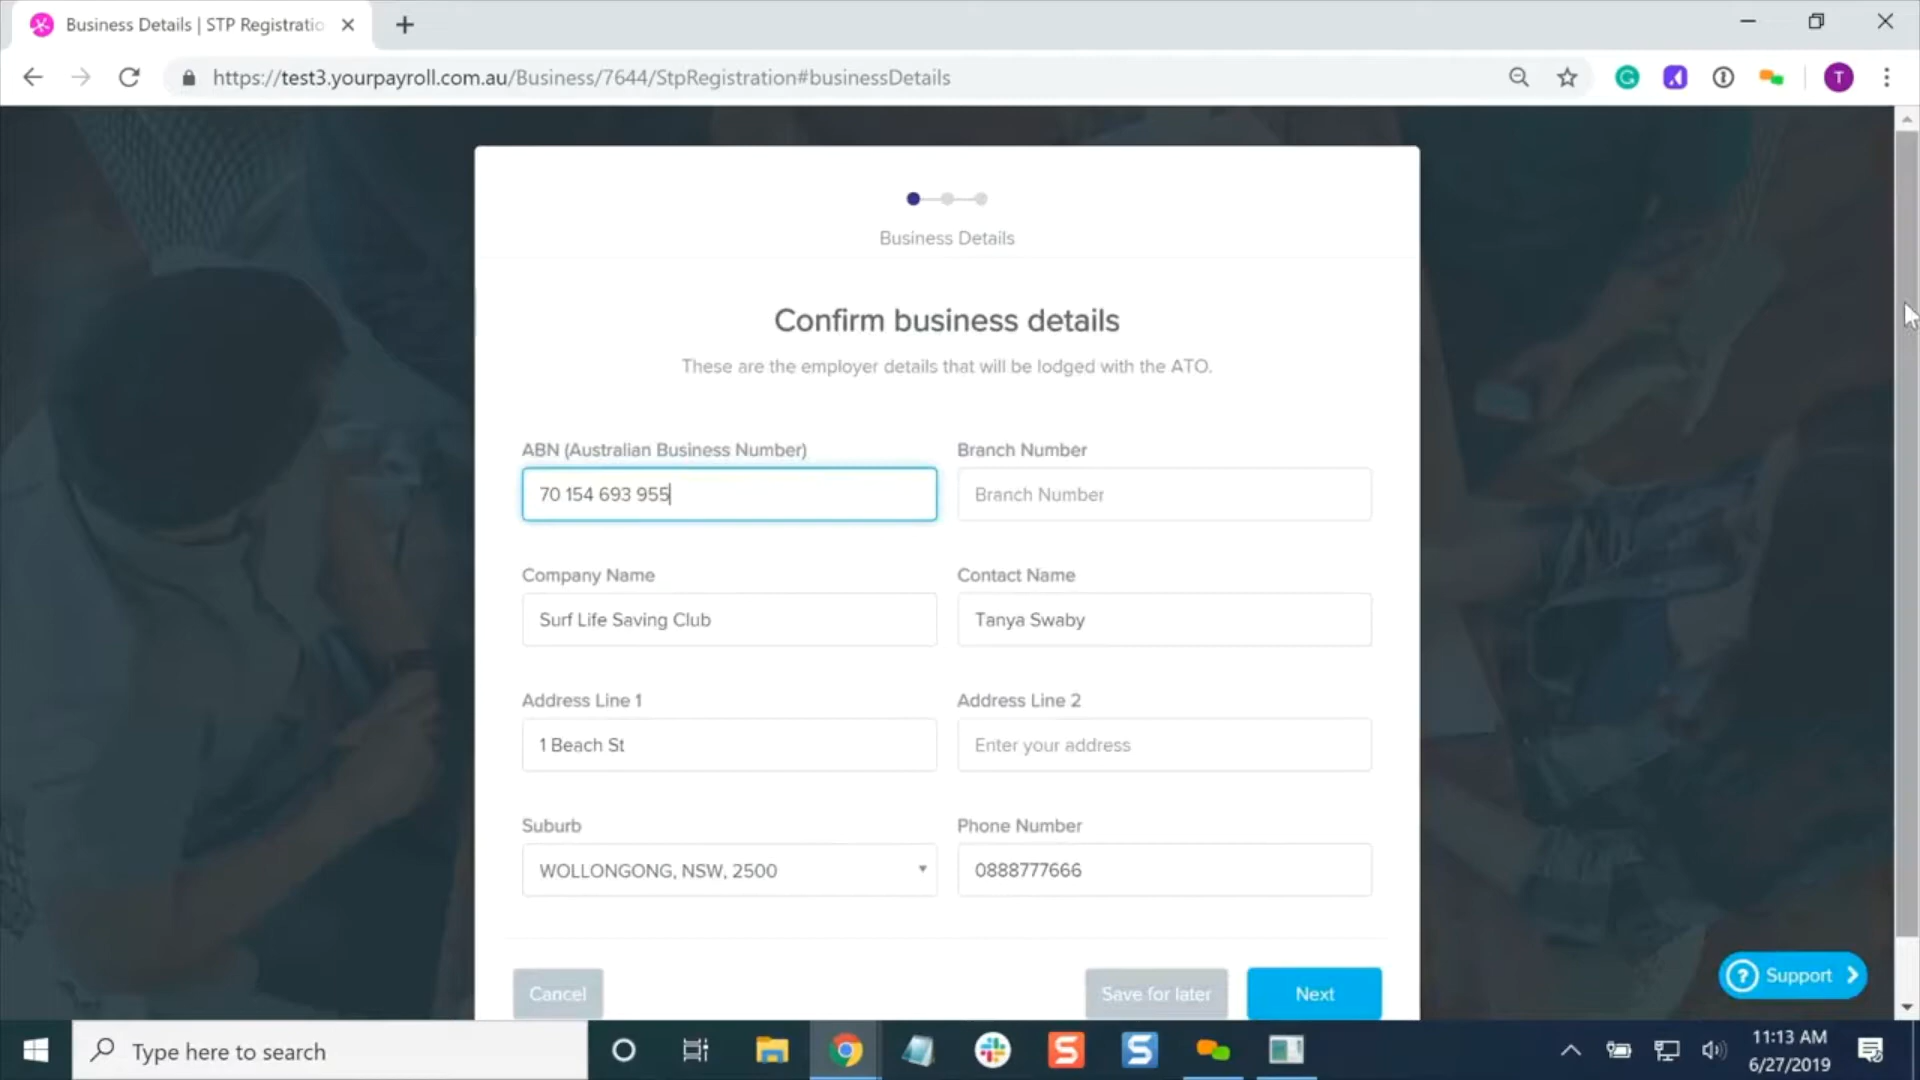 Business Details | STP Registratio
https://test3.yourpayroll.com.au/Business/7644/StpRegistration#businessDetails
T
Business Details
Confirm business details
These are the employer details that will be lodged with the ATO.
ABN (Australian Business Number)
Branch Number
70 154 693 955
Branch Number
Company Name
Contact Name
Surf Life Saving Club
Tanya Swaby
Address Line 1
Address Line 2
1 Beach St
Enter your address
Suburb
Phone Number
WOLLONGONG, NSW, 2500
0888777666
Cancel
Save for later
Next
? Support
Type here to search
S
S
11:13 AM
6/27/2019